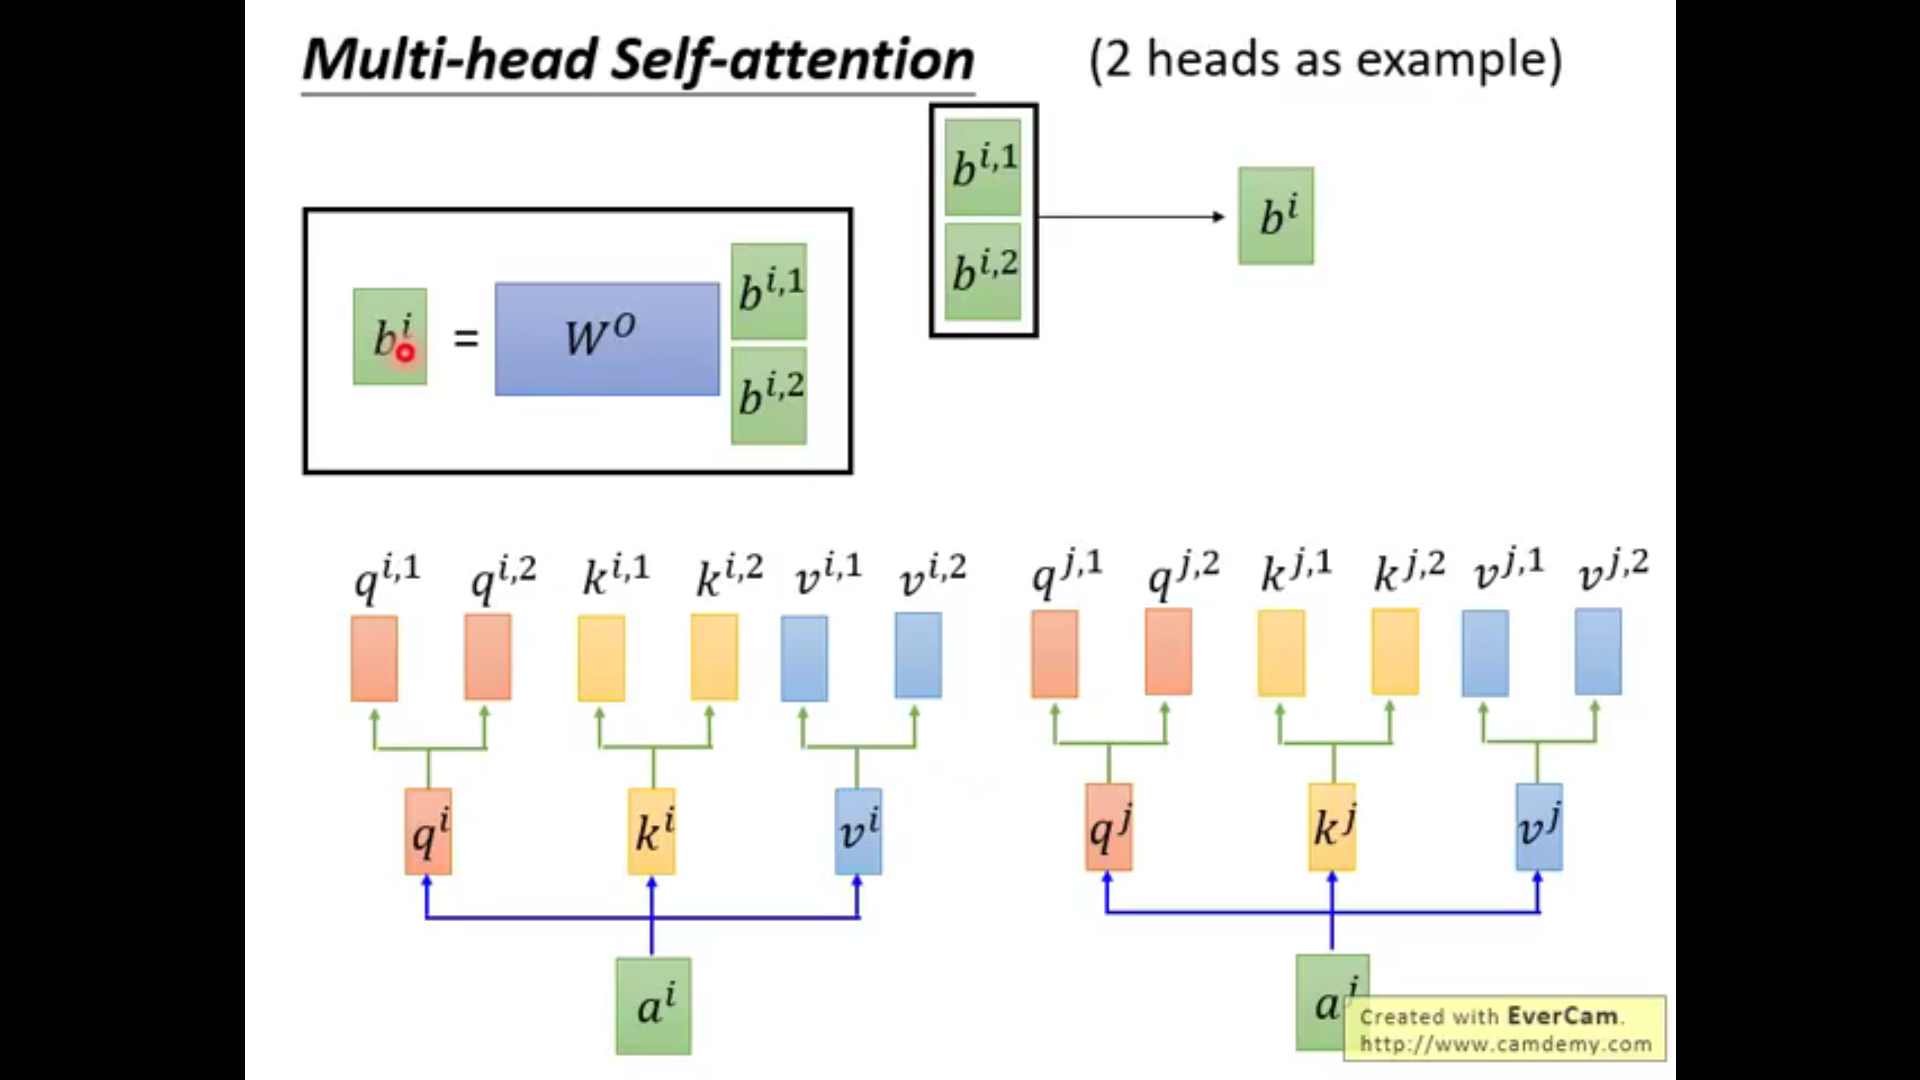 Multi-head Self-attention (2 heads as example)
b^{i,1}
b^{i,2}
b^i
b^i = W^O b^{i,1}
b^{i,2}
q^{i,1} q^{i,2} k^{i,1} k^{i,2} v^{i,1} v^{i,2} q^{j,1} q^{j,2} k^{j,1} k^{j,2} v^{j,1} v^{j,2}
q^i k^i v^i q^j k^j v^j
a^i a^j
Created with EverCam.
http://www.camdemy.com